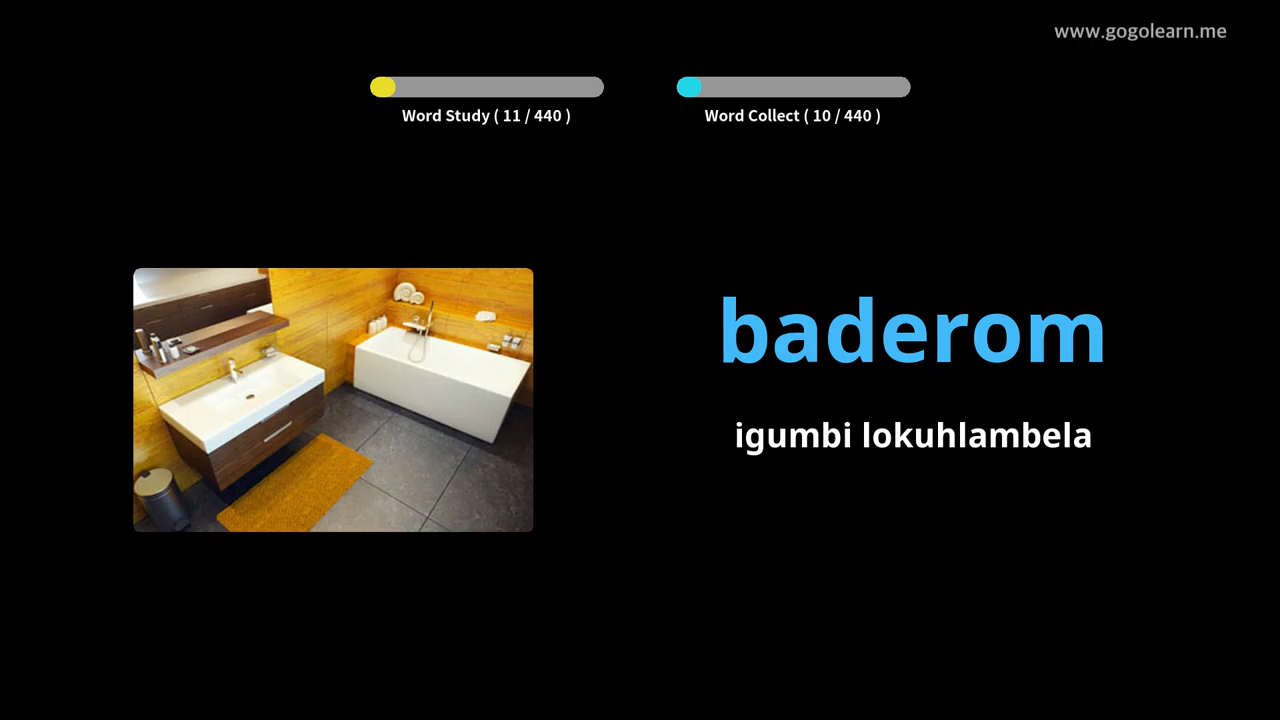 www.gogolearn.me
Word Study ( 11 / 440 )
Word Collect ( 10 / 440 )
baderom
igumbi lokuhlambela